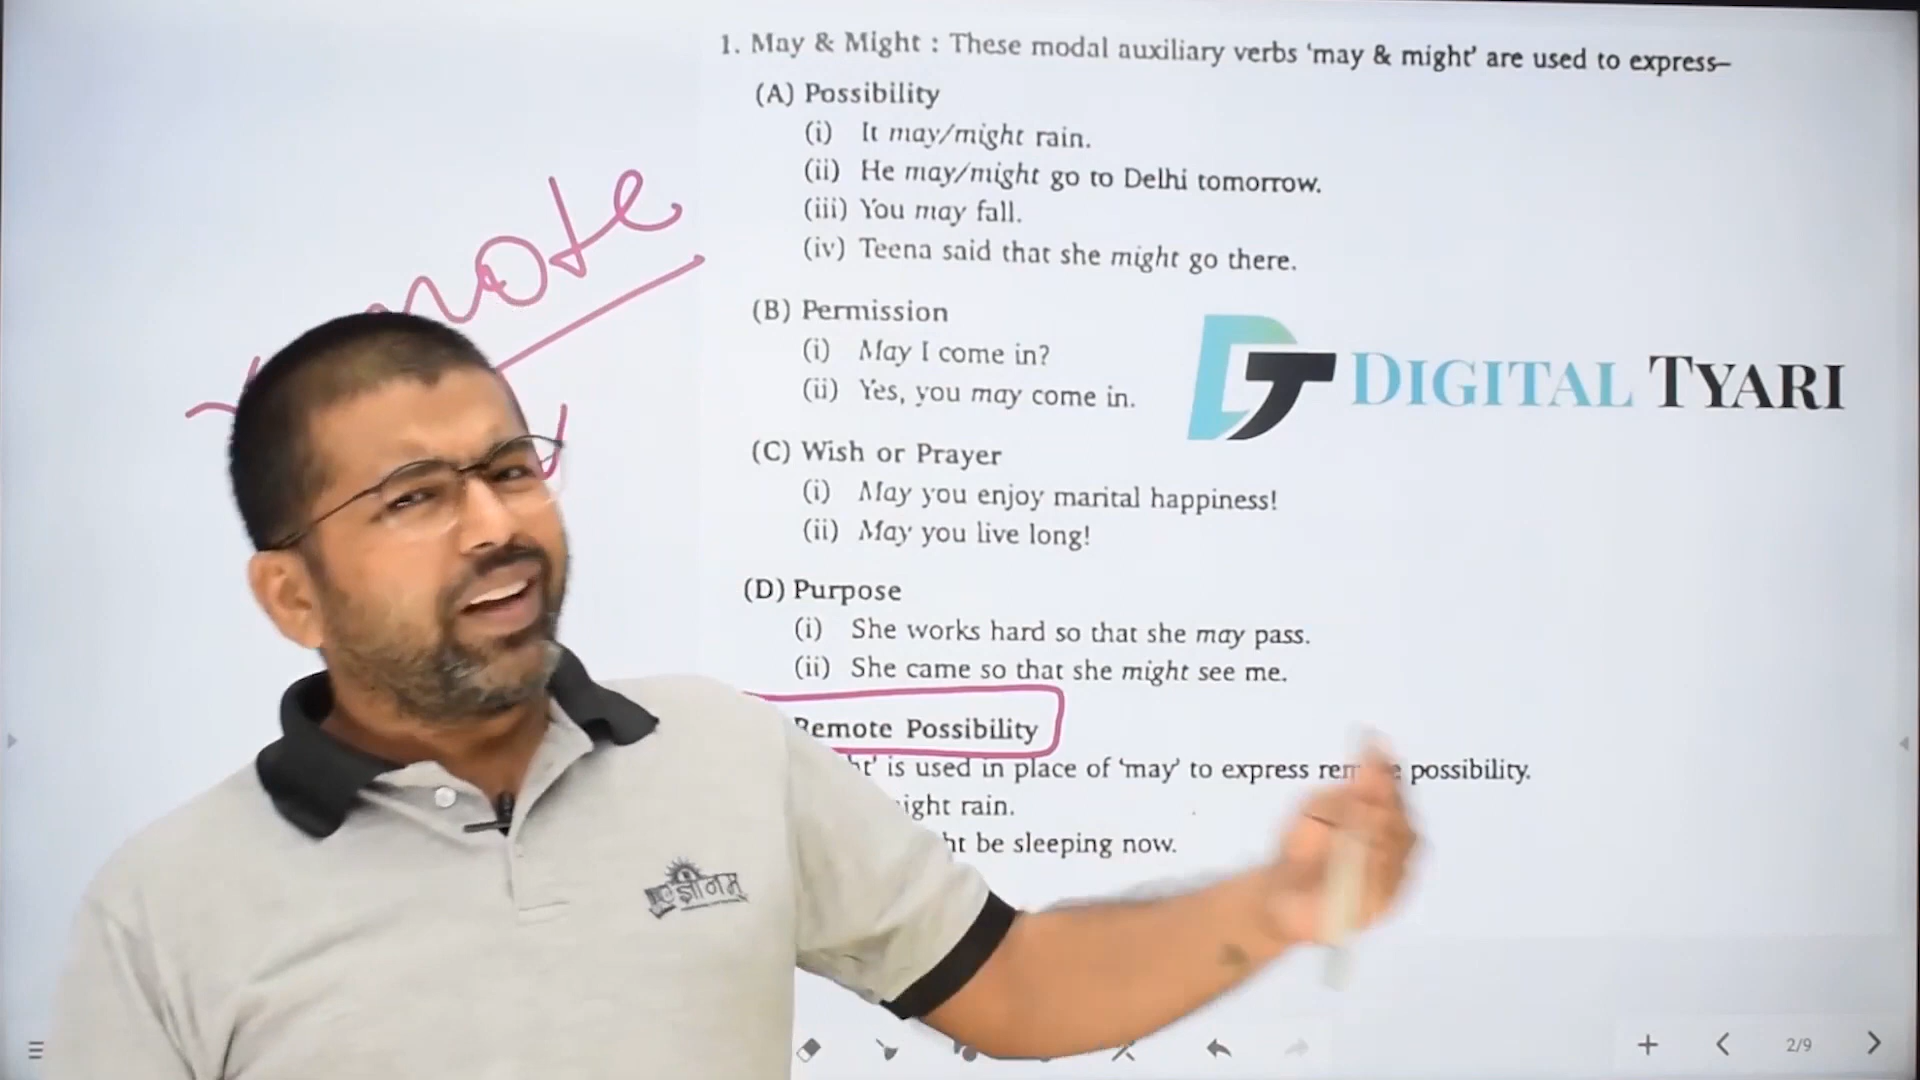 1. May & Might : These modal auxiliary verbs ‘may & might’ are used to express–
(A) Possibility
(i) It may/might rain.
(ii) He may/might go to Delhi tomorrow.
(iii) You may fall.
(iv) Teena said that she might go there.
(B) Permission
(i) May I come in?
(ii) Yes, you may come in.
DIGITAL TYARI
(C) Wish or Prayer
(i) May you enjoy marital happiness!
(ii) May you live long!
(D) Purpose
(i) She works hard so that she may pass.
(ii) She came so that she might see me.
Remote Possibility
is used in place of ‘may’ to express possibility.
rain.
be sleeping now.
2/9